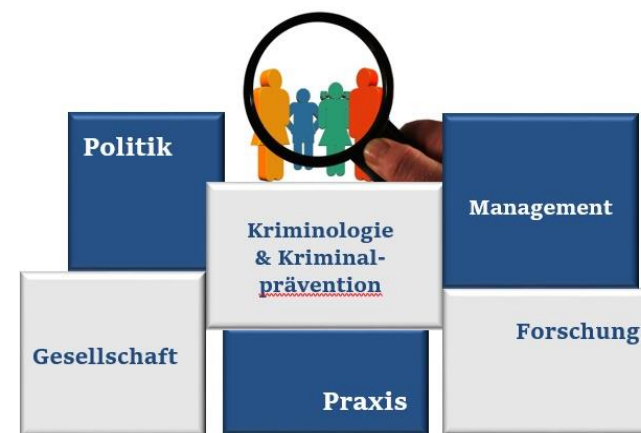 Politik
Management
Kriminologie
& Kriminal-
prävention
Gesellschaft
Forschung
Praxis